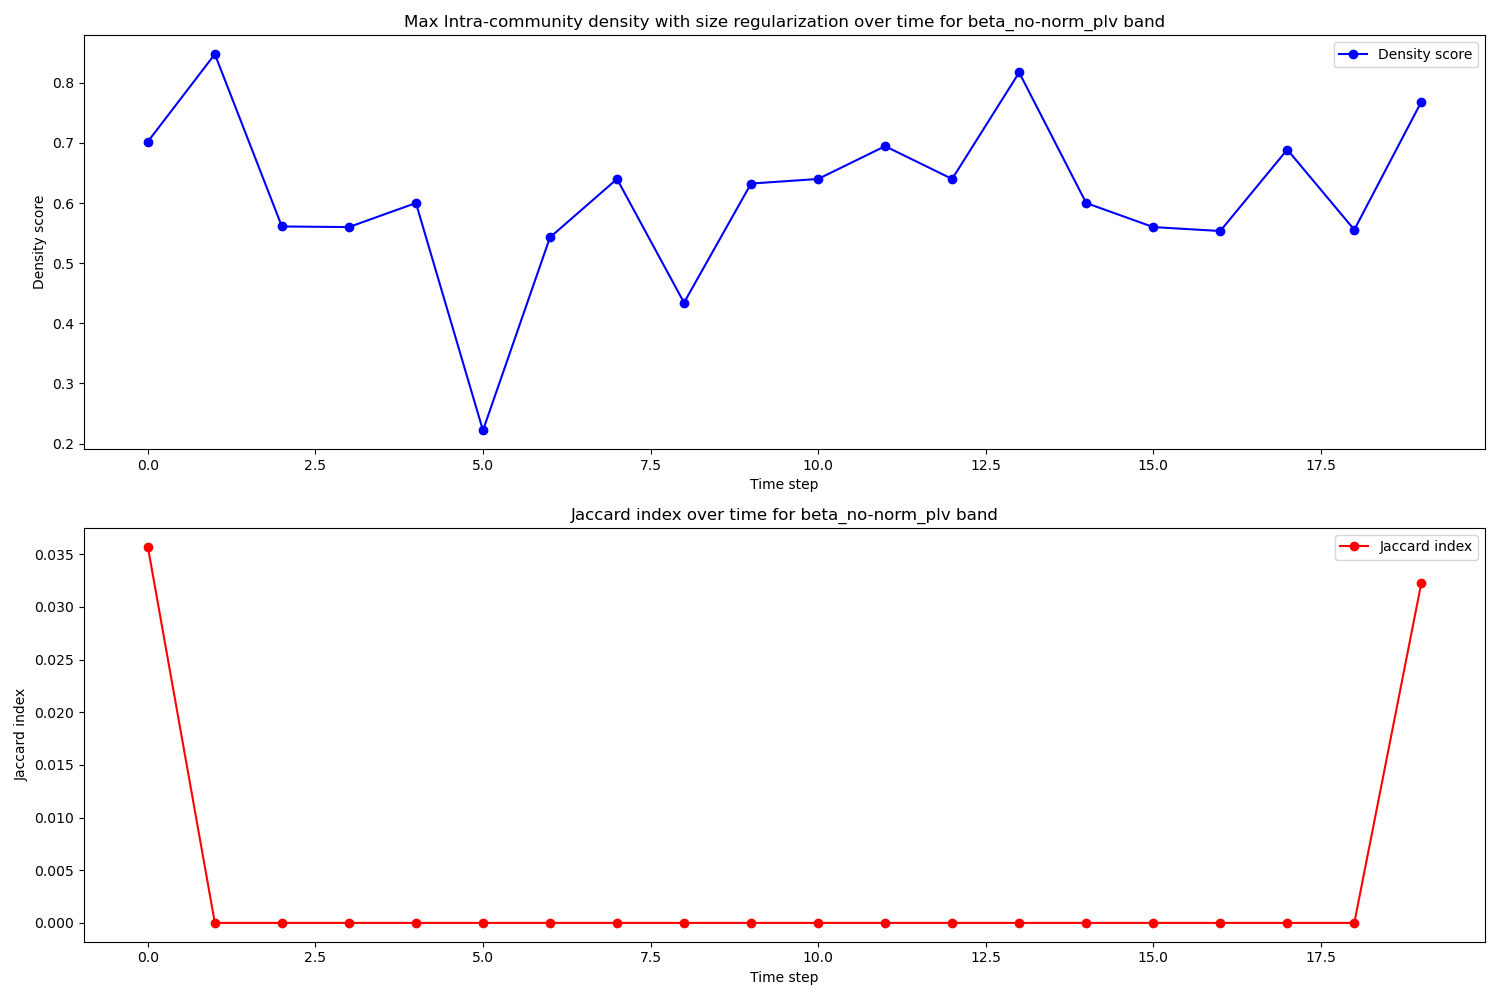 Max Intra-community density with size regularization over time for beta_no-norm_plv band
Density score
0.8
0.7
0.6
0.5
0.4
0.3
0.2
Density score
0.0 2.5 5.0 7.5 10.0 12.5 15.0 17.5
Time step
Jaccard index over time for beta_no-norm_plv band
Jaccard index
0.035
0.030
0.025
0.020
0.015
0.010
0.005
0.000
Jaccard index
0.0 2.5 5.0 7.5 10.0 12.5 15.0 17.5
Time step